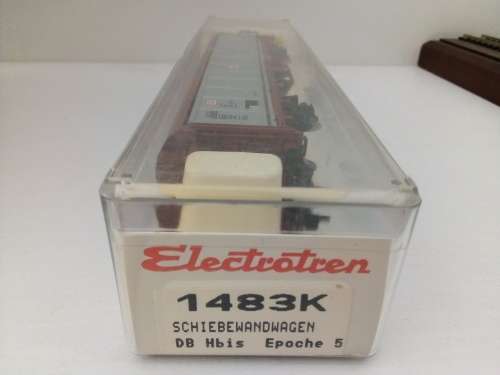 Electrotren
1483K
SCHIEBEWANDWAGEN
DB Hbis Epoche 5